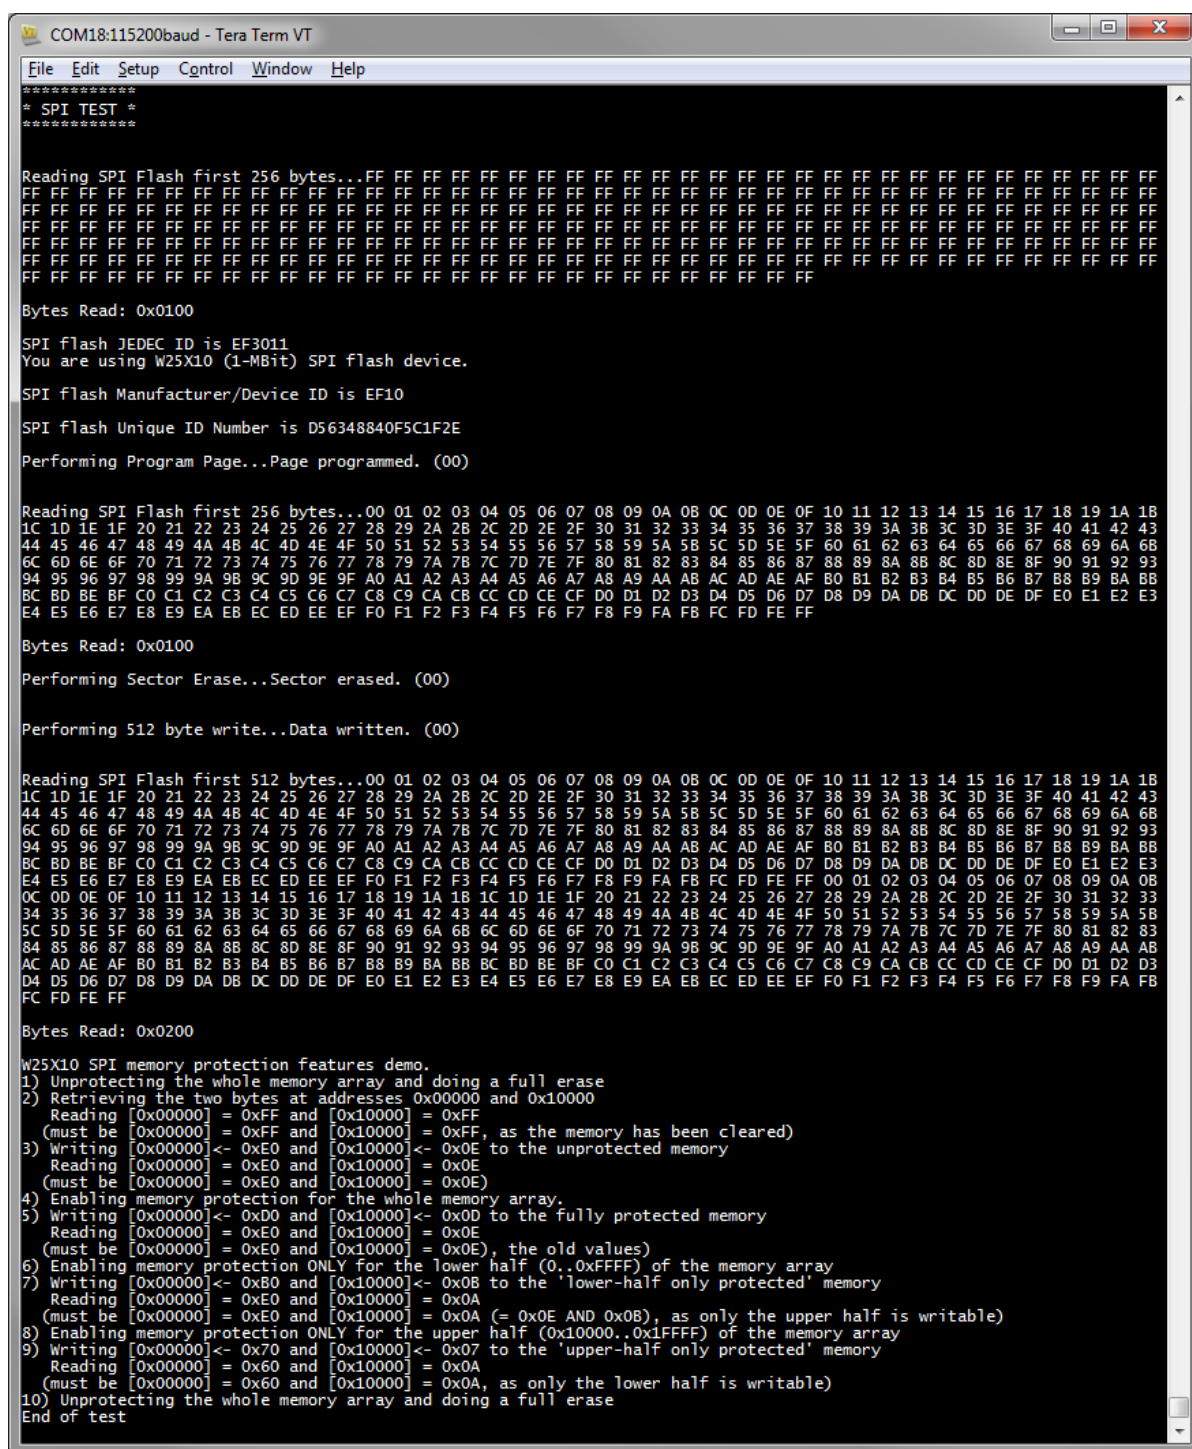 COM18:115200baud - Tera Term VT
File Edit Setup Control Window Help
************
* SPI TEST *
************
Reading SPI Flash first 256 bytes...FF FF FF FF FF FF FF FF FF FF FF FF FF FF FF FF FF FF FF FF FF FF FF FF FF FF FF FF
FF FF FF FF FF FF FF FF FF FF FF FF FF FF FF FF FF FF FF FF FF FF FF FF FF FF FF FF FF FF FF FF FF FF FF FF FF FF FF FF
FF FF FF FF FF FF FF FF FF FF FF FF FF FF FF FF FF FF FF FF FF FF FF FF FF FF FF FF FF FF FF FF FF FF FF FF FF FF FF FF
FF FF FF FF FF FF FF FF FF FF FF FF FF FF FF FF FF FF FF FF FF FF FF FF FF FF FF FF FF FF FF FF FF FF FF FF FF FF FF FF
FF FF FF FF FF FF FF FF FF FF FF FF FF FF FF FF FF FF FF FF FF FF FF FF FF FF FF FF FF FF FF FF FF FF FF FF FF FF FF FF
FF FF FF FF FF FF FF FF FF FF FF FF FF FF FF FF FF FF FF FF FF FF FF FF FF FF FF FF FF FF FF FF FF FF FF FF FF FF FF FF
FF FF FF FF FF FF FF FF FF FF FF FF FF FF FF FF FF FF FF FF FF FF FF FF FF FF FF FF
Bytes Read: 0x0100
SPI flash JEDEC ID is EF3011
You are using W25X10 (1-MBit) SPI flash device.
SPI flash Manufacturer/Device ID is EF10
SPI flash Unique ID Number is D56348840F5C1F2E
Performing Program Page...Page programmed. (00)
Reading SPI Flash first 256 bytes...00 01 02 03 04 05 06 07 08 09 0A 0B 0C 0D 0E 0F 10 11 12 13 14 15 16 17 18 19 1A 1B
1C 1D 1E 1F 20 21 22 23 24 25 26 27 28 29 2A 2B 2C 2D 2E 2F 30 31 32 33 34 35 36 37 38 39 3A 3B 3C 3D 3E 3F 40 41 42 43
44 45 46 47 48 49 4A 4B 4C 4D 4E 4F 50 51 52 53 54 55 56 57 58 59 5A 5B 5C 5D 5E 5F 60 61 62 63 64 65 66 67 68 69 6A 6B
6C 6D 6E 6F 70 71 72 73 74 75 76 77 78 79 7A 7B 7C 7D 7E 7F 80 81 82 83 84 85 86 87 88 89 8A 8B 8C 8D 8E 8F 90 91 92 93
94 95 96 97 98 99 9A 9B 9C 9D 9E 9F A0 A1 A2 A3 A4 A5 A6 A7 A8 A9 AA AB AC AD AE AF B0 B1 B2 B3 B4 B5 B6 B7 B8 B9 BA BB
BC BD BE BF C0 C1 C2 C3 C4 C5 C6 C7 C8 C9 CA CB CC CD CE CF D0 D1 D2 D3 D4 D5 D6 D7 D8 D9 DA DB DC DD DE DF E0 E1 E2 E3
E4 E5 E6 E7 E8 E9 EA EB EC ED EE EF F0 F1 F2 F3 F4 F5 F6 F7 F8 F9 FA FB FC FD FE FF
Bytes Read: 0x0100
Performing Sector Erase...Sector erased. (00)
Performing 512 byte write...Data written. (00)
Reading SPI Flash first 512 bytes...00 01 02 03 04 05 06 07 08 09 0A 0B 0C 0D 0E 0F 10 11 12 13 14 15 16 17 18 19 1A 1B
1C 1D 1E 1F 20 21 22 23 24 25 26 27 28 29 2A 2B 2C 2D 2E 2F 30 31 32 33 34 35 36 37 38 39 3A 3B 3C 3D 3E 3F 40 41 42 43
44 45 46 47 48 49 4A 4B 4C 4D 4E 4F 50 51 52 53 54 55 56 57 58 59 5A 5B 5C 5D 5E 5F 60 61 62 63 64 65 66 67 68 69 6A 6B
6C 6D 6E 6F 70 71 72 73 74 75 76 77 78 79 7A 7B 7C 7D 7E 7F 80 81 82 83 84 85 86 87 88 89 8A 8B 8C 8D 8E 8F 90 91 92 93
94 95 96 97 98 99 9A 9B 9C 9D 9E 9F A0 A1 A2 A3 A4 A5 A6 A7 A8 A9 AA AB AC AD AE AF B0 B1 B2 B3 B4 B5 B6 B7 B8 B9 BA BB
BC BD BE BF C0 C1 C2 C3 C4 C5 C6 C7 C8 C9 CA CB CC CD CE CF D0 D1 D2 D3 D4 D5 D6 D7 D8 D9 DA DB DC DD DE DF E0 E1 E2 E3
E4 E5 E6 E7 E8 E9 EA EB EC ED EE EF F0 F1 F2 F3 F4 F5 F6 F7 F8 F9 FA FB FC FD FE FF 00 01 02 03 04 05 06 07 08 09 0A 0B
0C 0D 0E 0F 10 11 12 13 14 15 16 17 18 19 1A 1B 1C 1D 1E 1F 20 21 22 23 24 25 26 27 28 29 2A 2B 2C 2D 2E 2F 30 31 32 33
34 35 36 37 38 39 3A 3B 3C 3D 3E 3F 40 41 42 43 44 45 46 47 48 49 4A 4B 4C 4D 4E 4F 50 51 52 53 54 55 56 57 58 59 5A 5B
5C 5D 5E 5F 60 61 62 63 64 65 66 67 68 69 6A 6B 6C 6D 6E 6F 70 71 72 73 74 75 76 77 78 79 7A 7B 7C 7D 7E 7F 80 81 82 83
84 85 86 87 88 89 8A 8B 8C 8D 8E 8F 90 91 92 93 94 95 96 97 98 99 9A 9B 9C 9D 9E 9F A0 A1 A2 A3 A4 A5 A6 A7 A8 A9 AA AB
AC AD AE AF B0 B1 B2 B3 B4 B5 B6 B7 B8 B9 BA BB BC BD BE BF C0 C1 C2 C3 C4 C5 C6 C7 C8 C9 CA CB CC CD CE CF D0 D1 D2 D3
D4 D5 D6 D7 D8 D9 DA DB DC DD DE DF E0 E1 E2 E3 E4 E5 E6 E7 E8 E9 EA EB EC ED EE EF F0 F1 F2 F3 F4 F5 F6 F7 F8 F9 FA FB
FC FD FE FF
Bytes Read: 0x0200
W25X10 SPI memory protection features demo.
1) Unprotecting the whole memory array and doing a full erase
2) Retrieving the two bytes at addresses 0x00000 and 0x10000
Reading [0x00000] = 0xFF and [0x10000] = 0xFF
(must be [0x00000] = 0xFF and [0x10000] = 0xFF, as the memory has been cleared)
3) Writing [0x00000]<- 0xE0 and [0x10000]<- 0x0E to the unprotected memory
Reading [0x00000] = 0xE0 and [0x10000] = 0x0E
(must be [0x00000] = 0xE0 and [0x10000] = 0x0E)
4) Enabling memory protection for the whole memory array.
5) Writing [0x00000]<- 0xD0 and [0x10000]<- 0x0D to the fully protected memory
Reading [0x00000] = 0xE0 and [0x10000] = 0x0E
(must be [0x00000] = 0xE0 and [0x10000] = 0x0E), the old values)
6) Enabling memory protection ONLY for the lower half (0..0xFFFF) of the memory array
7) Writing [0x00000]<- 0xB0 and [0x10000]<- 0x0B to the 'lower-half only protected' memory
Reading [0x00000] = 0xE0 and [0x10000] = 0x0A
(must be [0x00000] = 0xE0 and [0x10000] = 0x0A (= 0x0E AND 0x0B), as only the upper half is writable)
8) Enabling memory protection ONLY for the upper half (0x10000..0x1FFFF) of the memory array
9) Writing [0x00000]<- 0x70 and [0x10000]<- 0x07 to the 'upper-half only protected' memory
Reading [0x00000] = 0x60 and [0x10000] = 0x0A
(must be [0x00000] = 0x60 and [0x10000] = 0x0A, as only the lower half is writable)
10) Unprotecting the whole memory array and doing a full erase
End of test